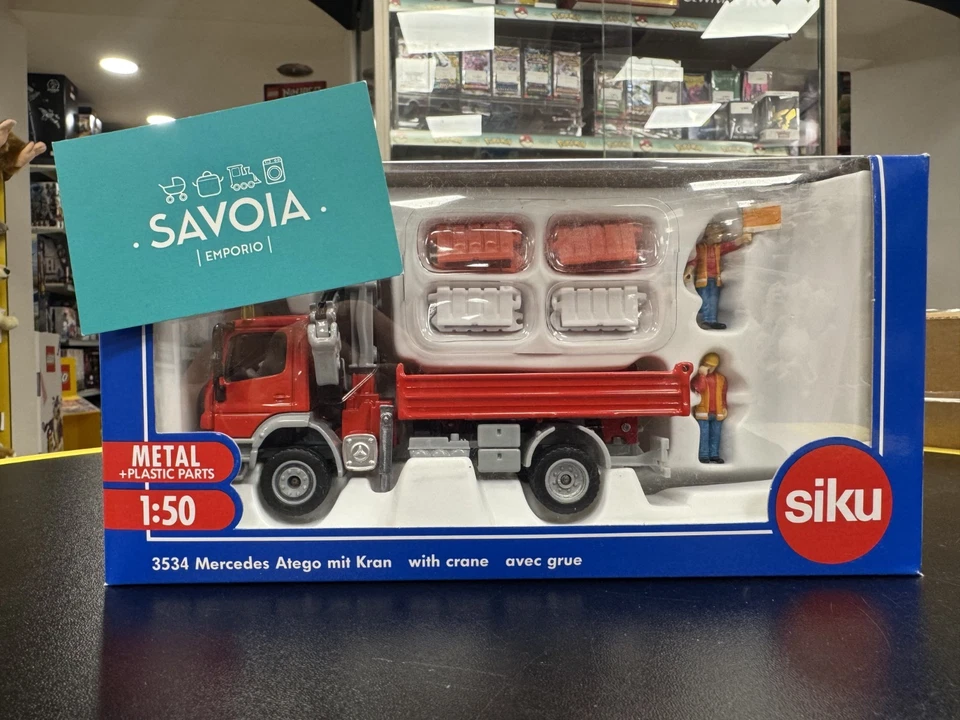 · SAVOIA ·
| EMPORIO |
METAL
+PLASTIC PARTS
1:50
siku
3534 Mercedes Atego mit Kran with crane avec grue